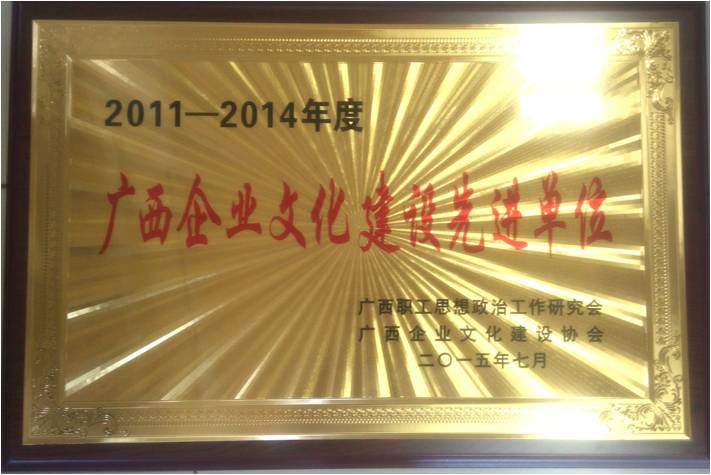 2011—2014年度
广西企业文化建设先进单位
广西职工思想政治工作研究会
广西企业文化建设协会
二〇一五年七月